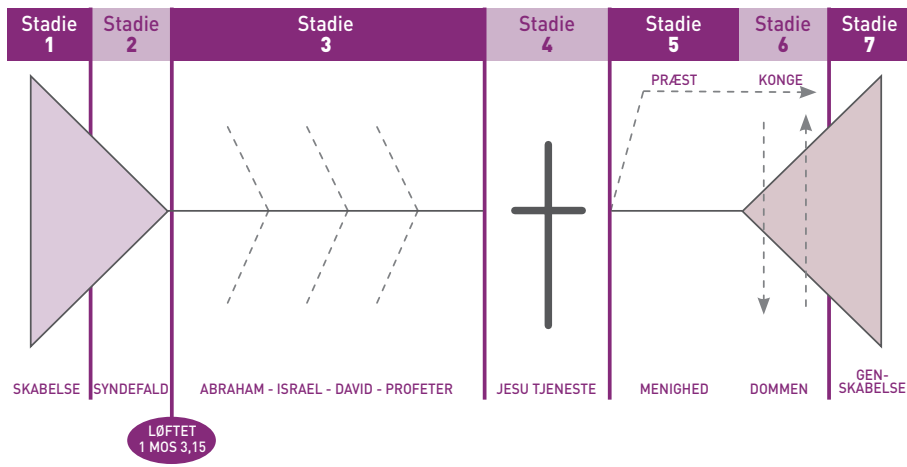 Stadie
1
Stadie
2
Stadie
3
Stadie
4
Stadie
5
Stadie
6
Stadie
7
PRÆST
KONGE
SKABELSE
SYNDEFALD
ABRAHAM - ISRAEL - DAVID - PROFETER
JESU TJENESTE
MENIGHED
DOMMEN
GEN-
SKABELSE
LØFTET
1 MOS 3,15